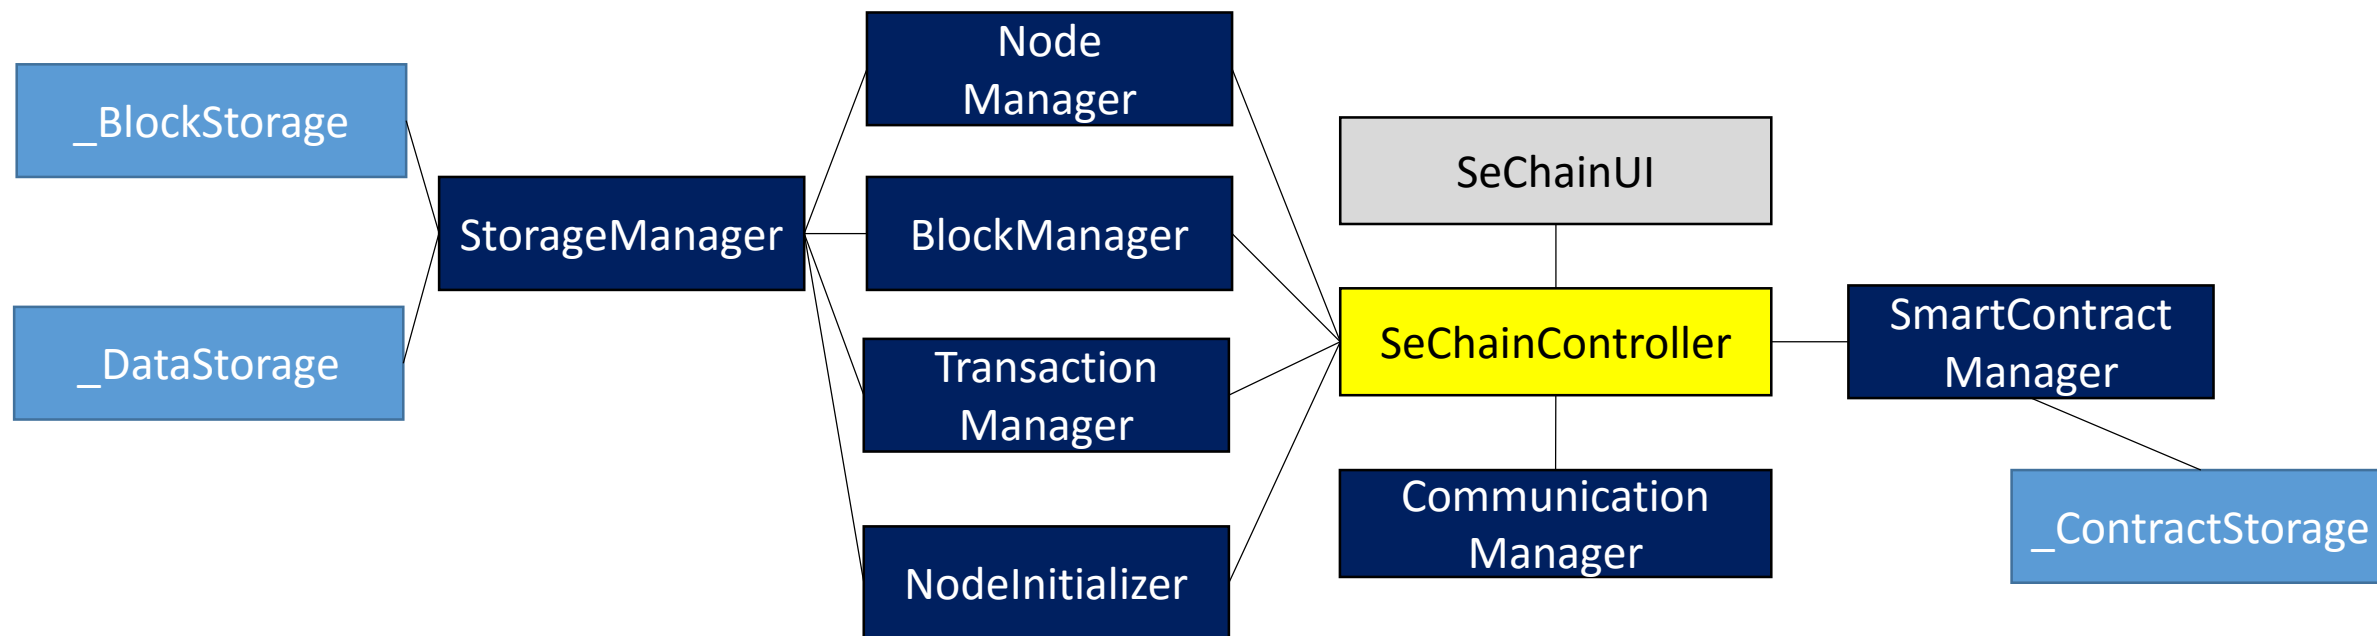 _BlockStorage
_DataStorage
StorageManager
Node
Manager
BlockManager
Transaction
Manager
NodeInitializer
SeChainUI
SeChainController
Communication
Manager
SmartContract
Manager
_ContractStorage